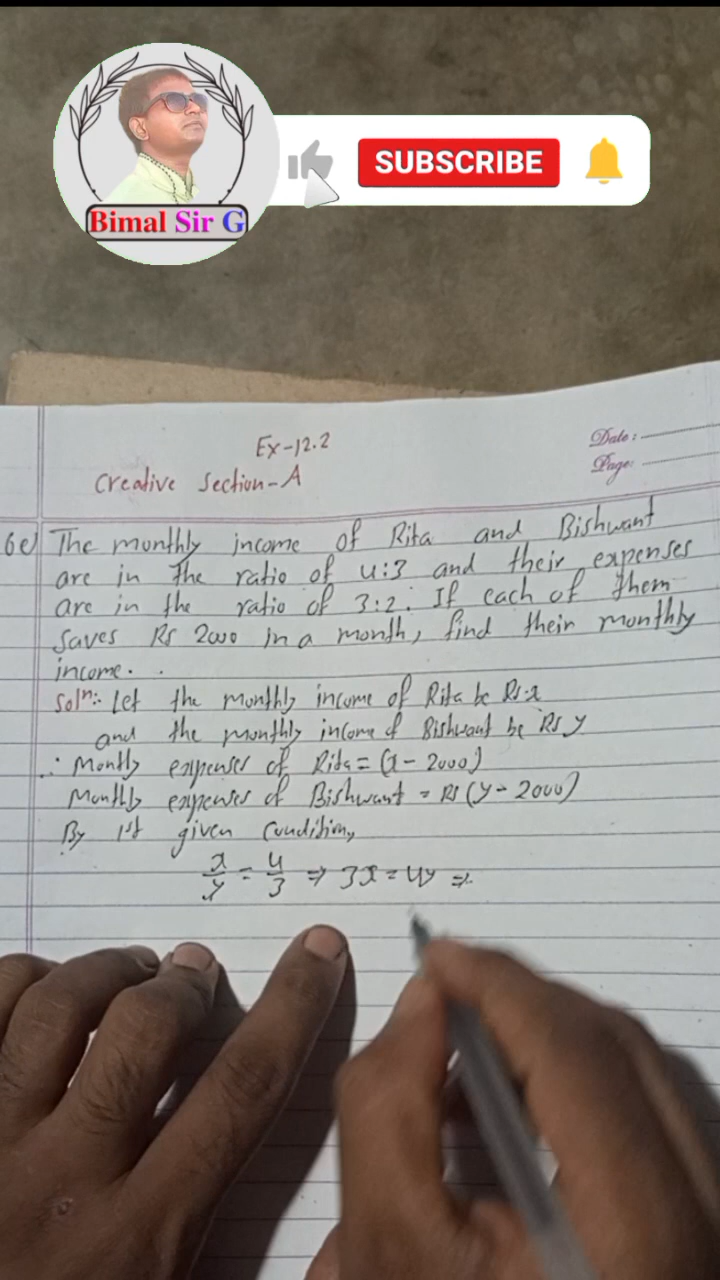 Bimal Sir G
SUBSCRIBE
Ex-12.2
Date:
Page:
Creative Section-A
6e) The monthly income of Rita and Bishwant
are in the ratio of 4:3 and their expenses
are in the ratio of 3:2. If each of them
saves Rs 2000 in a month, find their monthly
income.
Solⁿ:- Let the monthly income of Rita be Rs.x
and the monthly income of Bishwant be Rs y
∴ Montly expenses of Rita = (x - 2000)
Monthly expenses of Bishwant = Rs (y - 2000)
By 1st given condition,
x/y = 4/3 ⇒ 3x = 4y ⇒